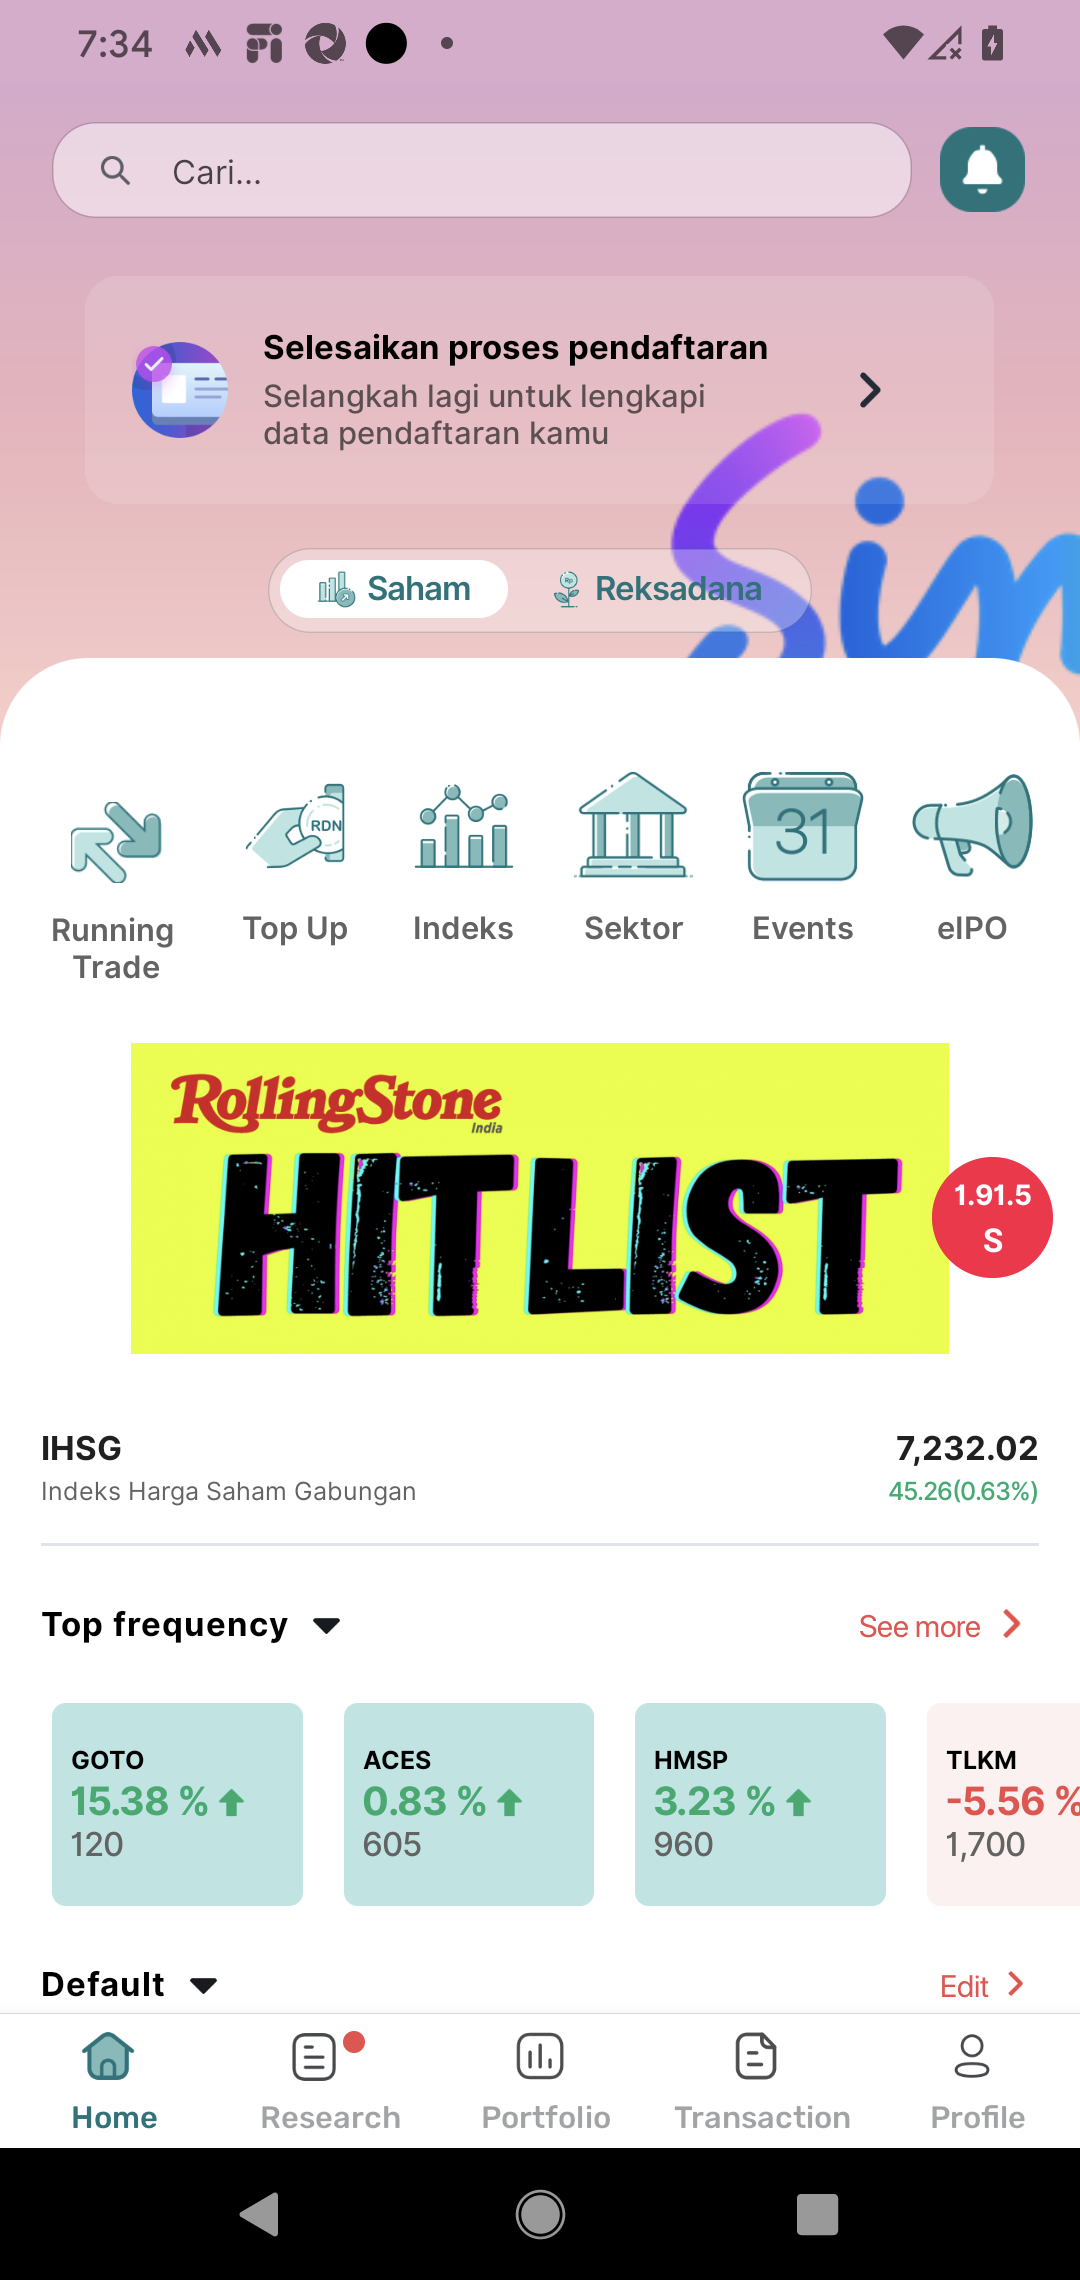 7:34
Cari...
Selesaikan proses pendaftaran
Selangkah lagi untuk lengkapi
data pendaftaran kamu
Sim
Saham
Reksadana
RDN
31
Running
Trade
Top Up
Indeks
Sektor
Events
eIPO
RollingStone
India
HITLIST
1.91.5
S
IHSG
7,232.02
Indeks Harga Saham Gabungan
45.26(0.63%)
Top frequency
See more
GOTO
15.38 %
120
ACES
0.83 %
605
HMSP
3.23 %
960
TLKM
-5.56 %
1,700
Default
Edit
Home
Research
Portfolio
Transaction
Profile